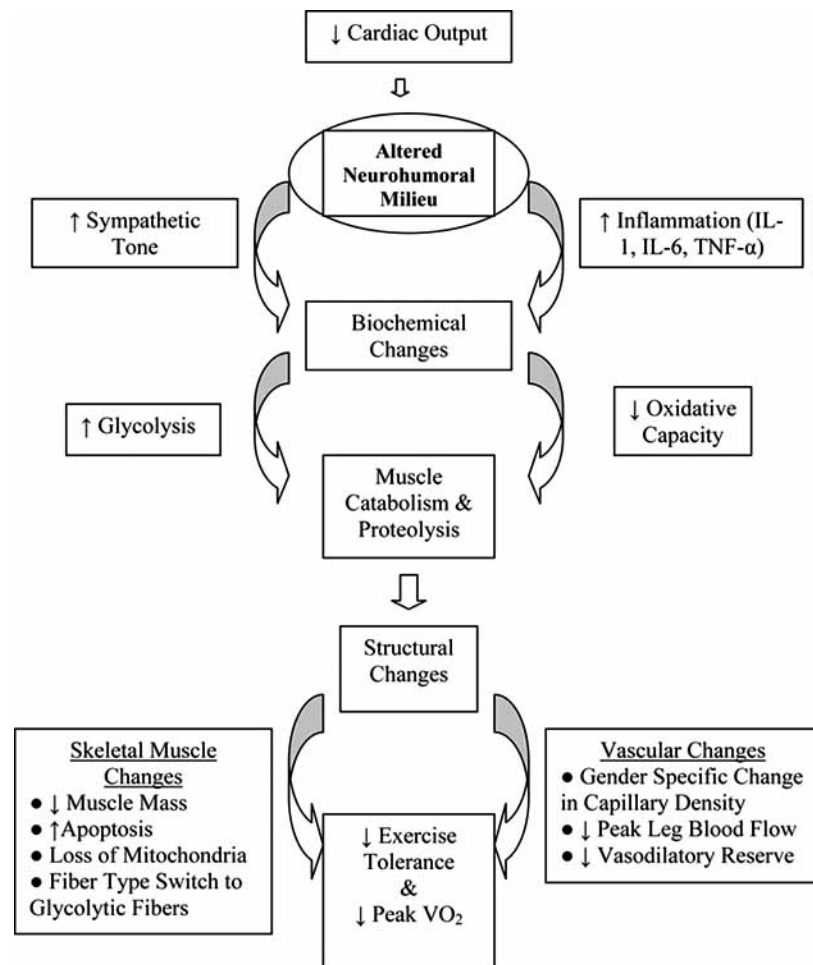 ↓ Cardiac Output
Altered
Neurohumoral
Milieu
↑ Sympathetic
Tone
↑ Inflammation (IL-
1, IL-6, TNF-α)
Biochemical
Changes
↑ Glycolysis
↓ Oxidative
Capacity
Muscle
Catabolism &
Proteolysis
Structural
Changes
Skeletal Muscle
Changes
● ↓ Muscle Mass
● ↑Apoptosis
● Loss of Mitochondria
● Fiber Type Switch to
Glycolytic Fibers
Vascular Changes
● Gender Specific Change
in Capillary Density
● ↓ Peak Leg Blood Flow
● ↓ Vasodilatory Reserve
↓ Exercise
Tolerance
&
↓ Peak VO₂